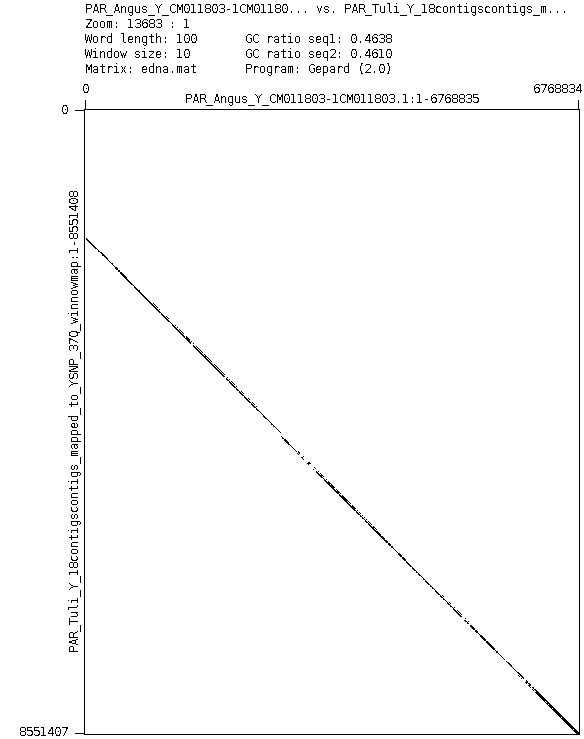 PAR_Angus_Y_CM011803-1CM01180... vs. PAR_Tuli_Y_18contigscontigs_m...
Zoom: 13683 : 1
Word length: 100 GC ratio seq1: 0.4638
Window size: 10 GC ratio seq2: 0.4610
Matrix: edna.mat Program: Gepard (2.0)
0 6768834
PAR_Angus_Y_CM011803-1CM011803.1:1-6768835
0
PAR_Tuli_Y_18contigscontigs_mapped_to_YSNP_370_winnowmap:1-8551408
8551407